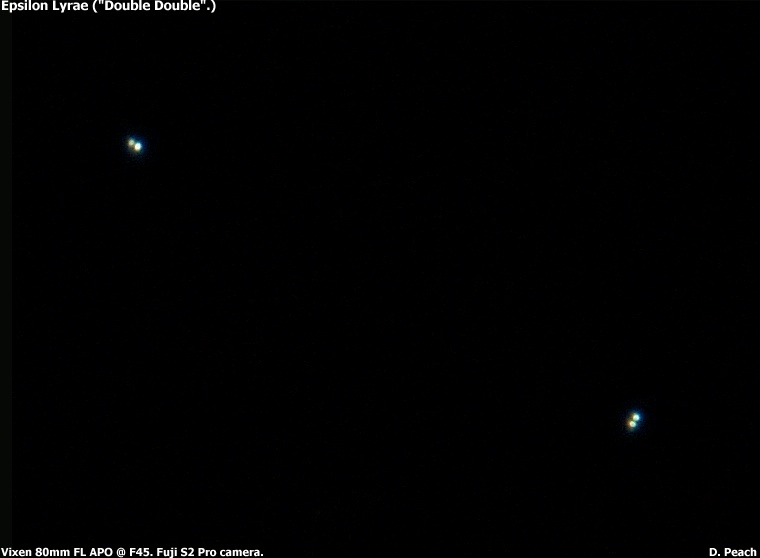 Epsilon Lyrae ("Double Double".)
Vixen 80mm FL APO @ F45. Fuji S2 Pro camera.
D. Peach